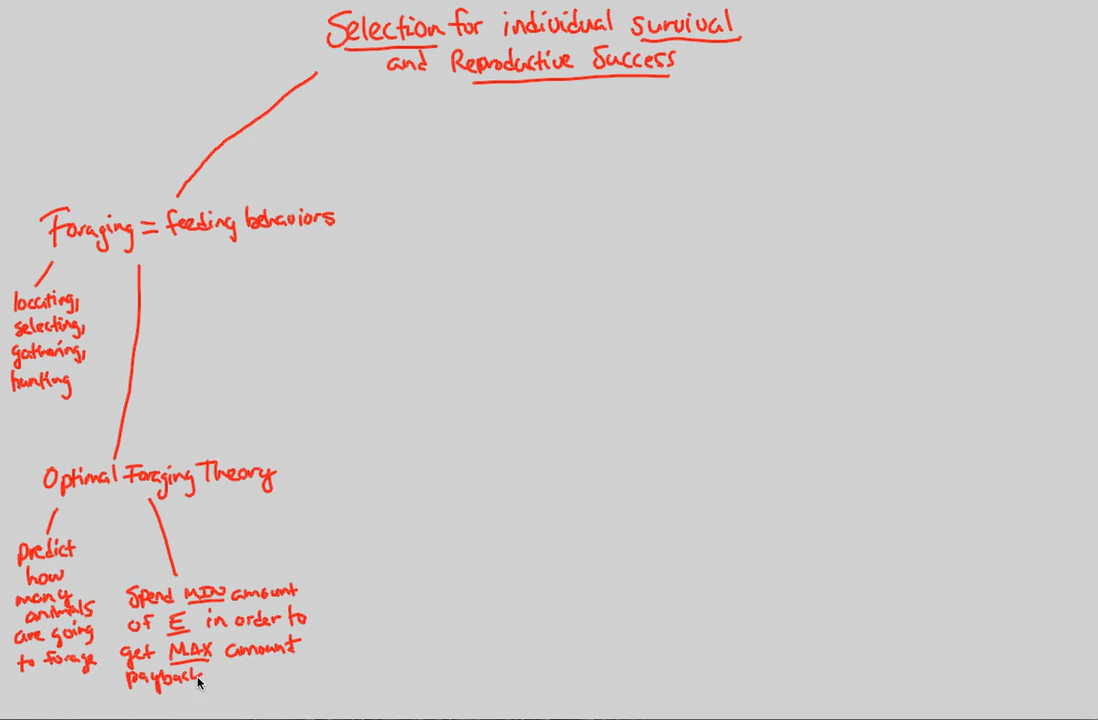 Selection for individual survival
and Reproductive Success
Foraging = feeding behaviors
locating,
selecting,
gathering,
hunting
Optimal Foraging Theory
Predict
how
many
animals
are going
to forage
Spend MIN amount
of E in order to
get MAX amount
payback